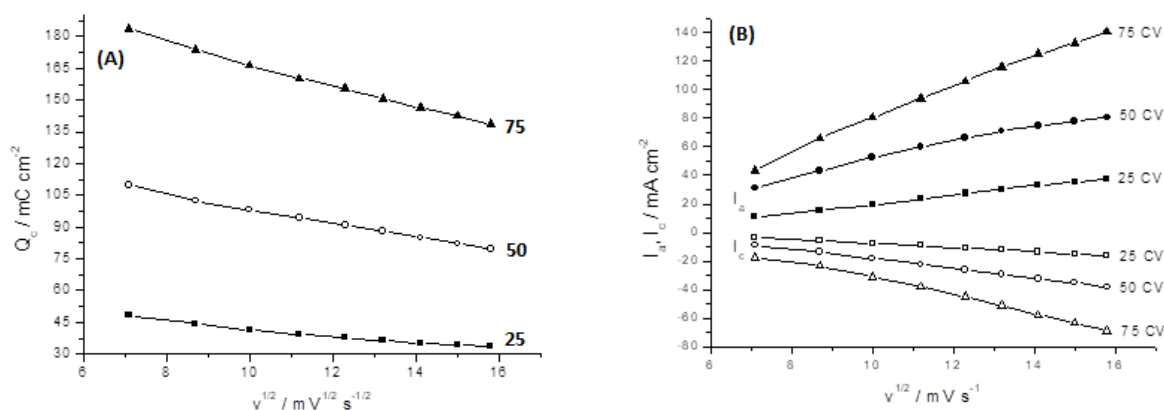 (A)
Q_c / mC cm^-2
180
165
150
135
120
105
90
75
60
45
30
75
50
25
6 8 10 12 14 16
v^1/2 / m V^1/2 s^-1/2
(B)
I_a, I_c / mA cm^-2
140
120
100
80
60
40
20
0
-20
-40
-60
-80
75 CV
50 CV
25 CV
I_a
I_c
25 CV
50 CV
75 CV
6 8 10 12 14 16
v^1/2 / m V s^-1